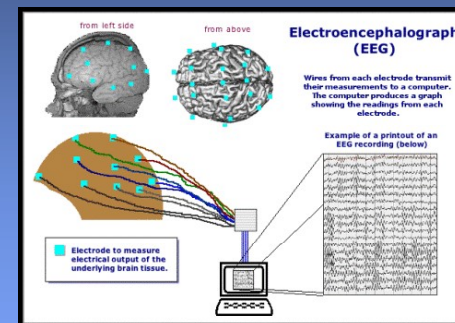 from left side
from above
Electroencephalograph
(EEG)
Wires from each electrode transmit
their measurements to a computer.
The computer produces a graph
showing the readings from each
electrode.
Example of a printout of an
EEG recording (below)
Electrode to measure
electrical output of the
underlying brain tissue.